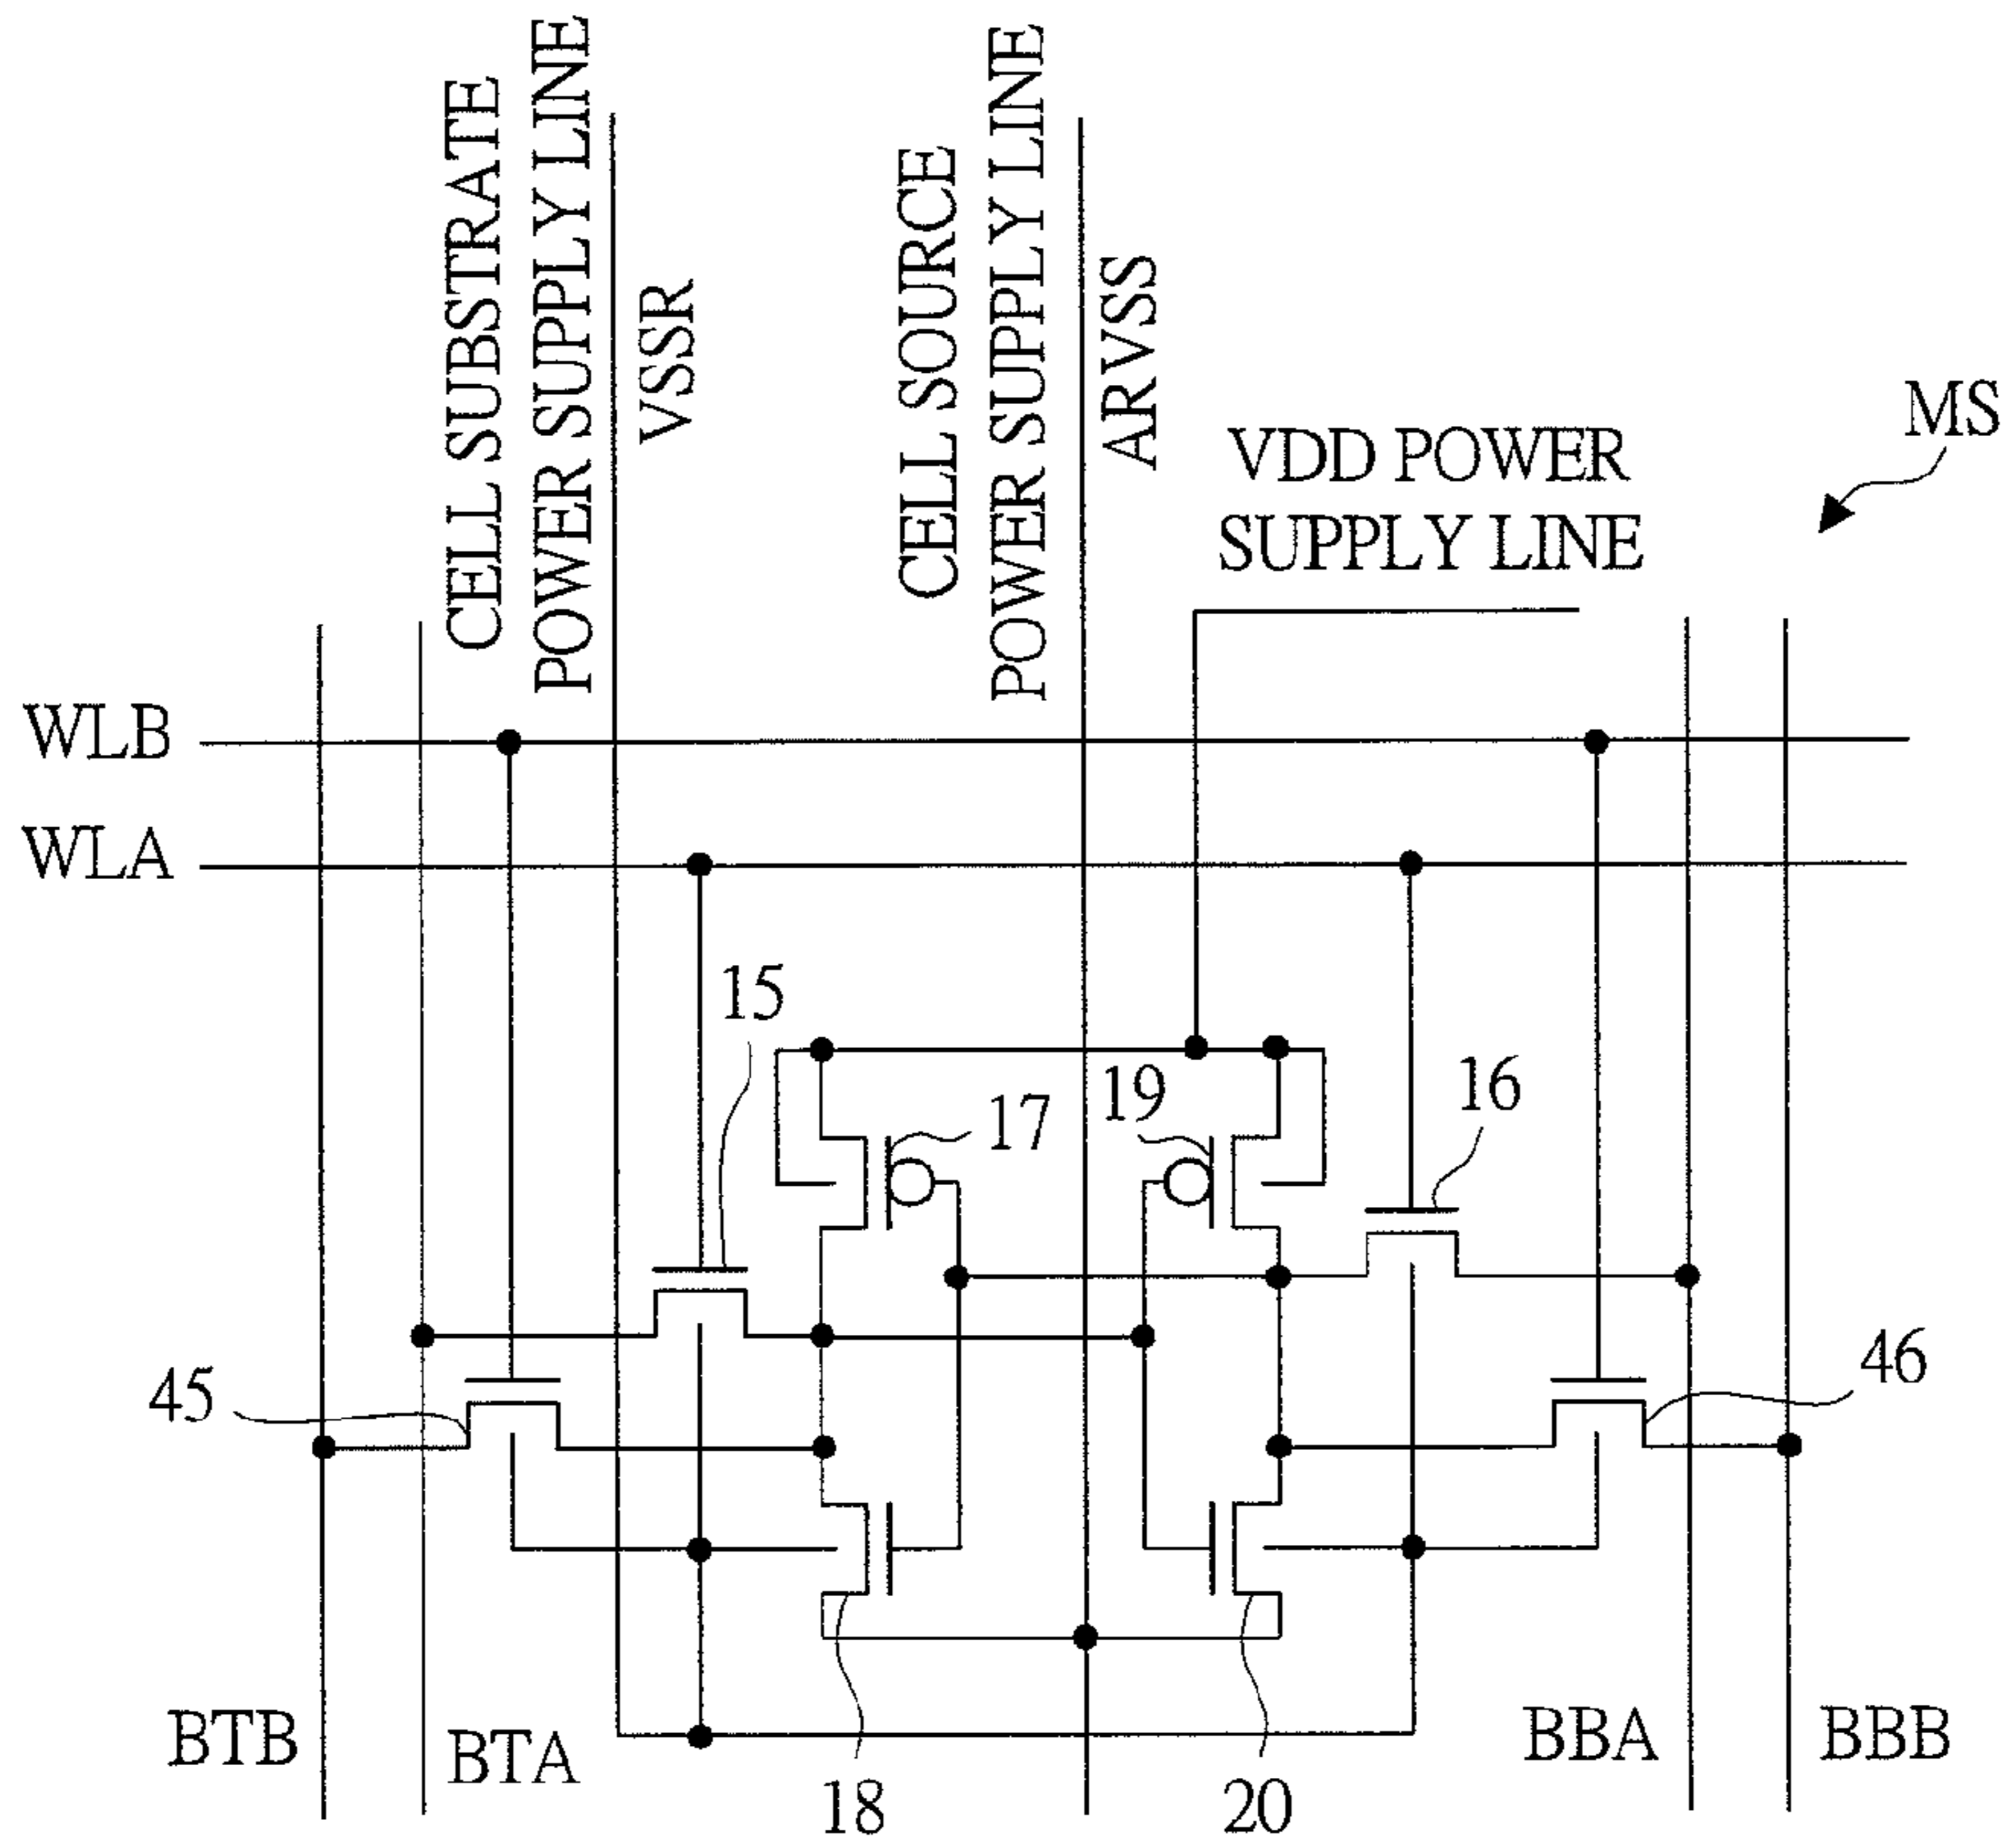 CELL SUBSTRATE
POWER SUPPLY LINE
VSSR
CELL SOURCE
POWER SUPPLY LINE
ARVSS
VDD POWER
SUPPLY LINE
MS
WLB
WLA
15
17
19
16
45
46
BTB
BTA
18
20
BBA
BBB